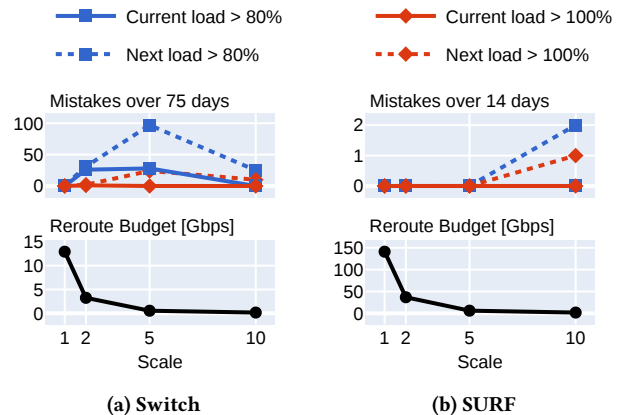 Current load > 80%
Current load > 100%
Next load > 80%
Next load > 100%
Mistakes over 75 days
100
50
0
Mistakes over 14 days
2
1
0
Reroute Budget [Gbps]
15
10
5
0
1 2 5 10
Scale
Reroute Budget [Gbps]
150
100
50
0
1 2 5 10
Scale
(a) Switch
(b) SURF